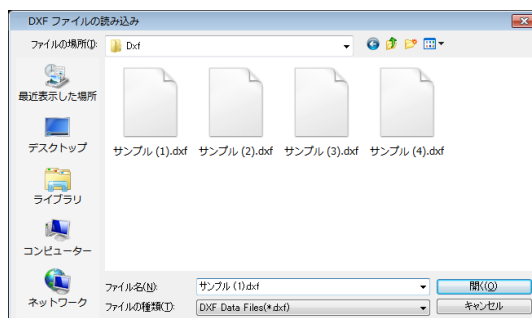 DXF ファイルの読み込み
ファイルの場所(I):
Dxf
最近表示した場所
デスクトップ
ライブラリ
コンピューター
ネットワーク
サンプル (1).dxf
サンプル (2).dxf
サンプル (3).dxf
サンプル (4).dxf
ファイル名(N):
サンプル (1).dxf
開く(O)
ファイルの種類(T):
DXF Data Files(*.dxf)
キャンセル